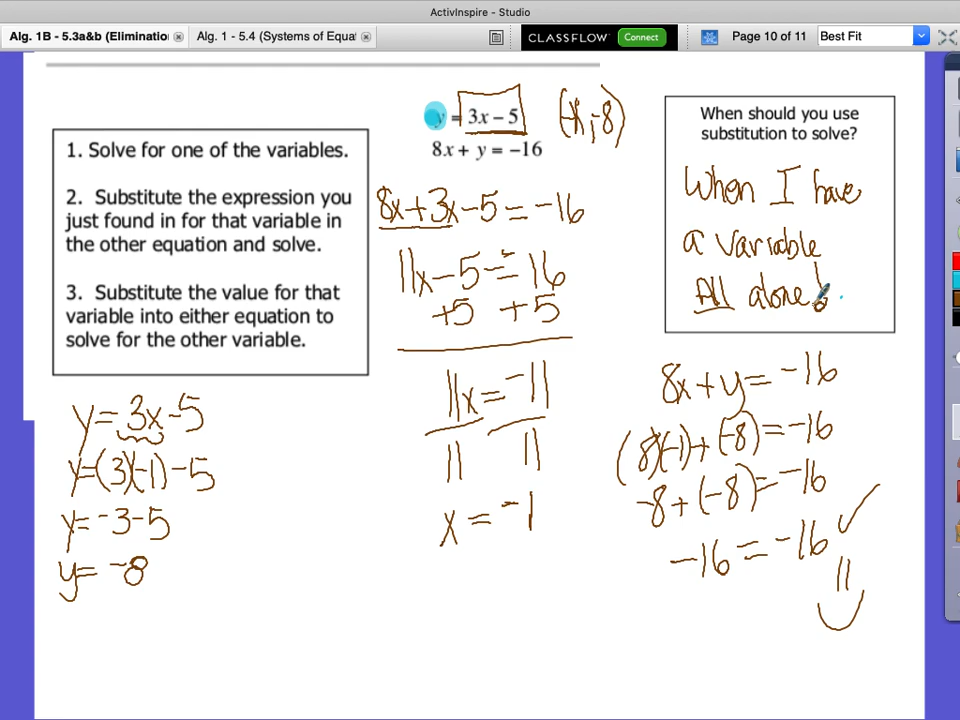 ActivInspire - Studio
Alg. 1B - 5.3a&b (Eliminatio
Alg. 1 - 5.4 (Systems of Equa
CLASSFLOW Connect
Page 10 of 11
Best Fit
1. Solve for one of the variables.
2. Substitute the expression you
just found in for that variable in
the other equation and solve.
3. Substitute the value for that
variable into either equation to
solve for the other variable.
y = 3x – 5
8x + y = –16
8x+3x-5=-16
11x-5=-16
+5 +5
11x=-11
11 11
x=-1
y=3x-5
y=(3)(-1)-5
y=-3-5
y=-8
When should you use
substitution to solve?
When I have
a variable
All alone!
8x+y=-16
(8)(-1)+(-8)=-16
-8+(-8)=-16
-16=-16 ✓